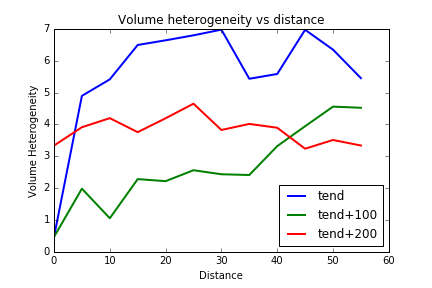 Volume heterogeneity vs distance
7
6
5
4
3
2
1
0
Volume Heterogeneity
tend
tend+100
tend+200
0 10 20 30 40 50 60
Distance